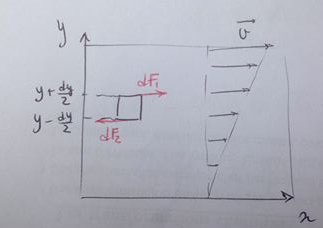 y
v⃗
y+dy/2
dF₁
y−dy/2
dF₂
x